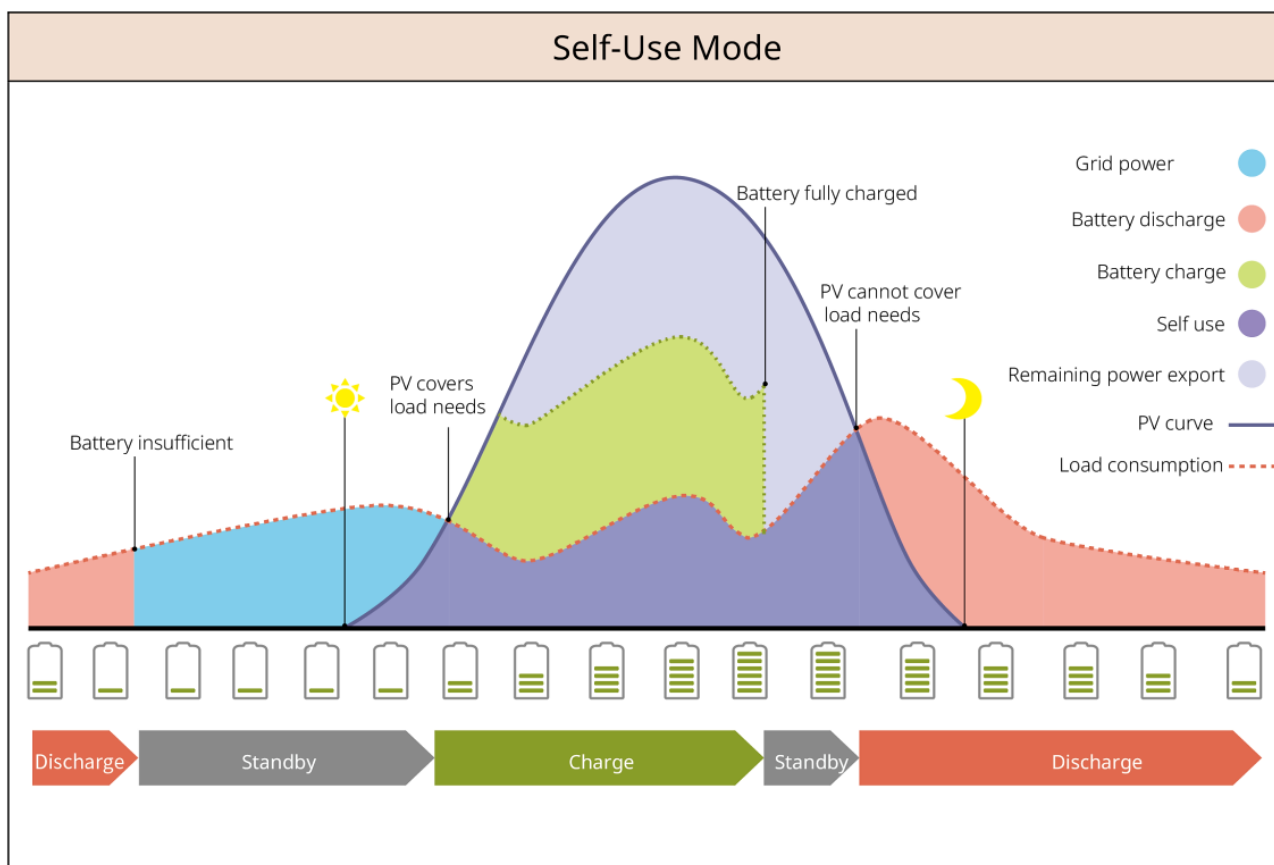 Self-Use Mode
Grid power
Battery discharge
Battery charge
Self use
Remaining power export
PV curve
Load consumption
Battery fully charged
PV cannot cover
load needs
PV covers
load needs
Battery insufficient
Discharge
Standby
Charge
Standby
Discharge